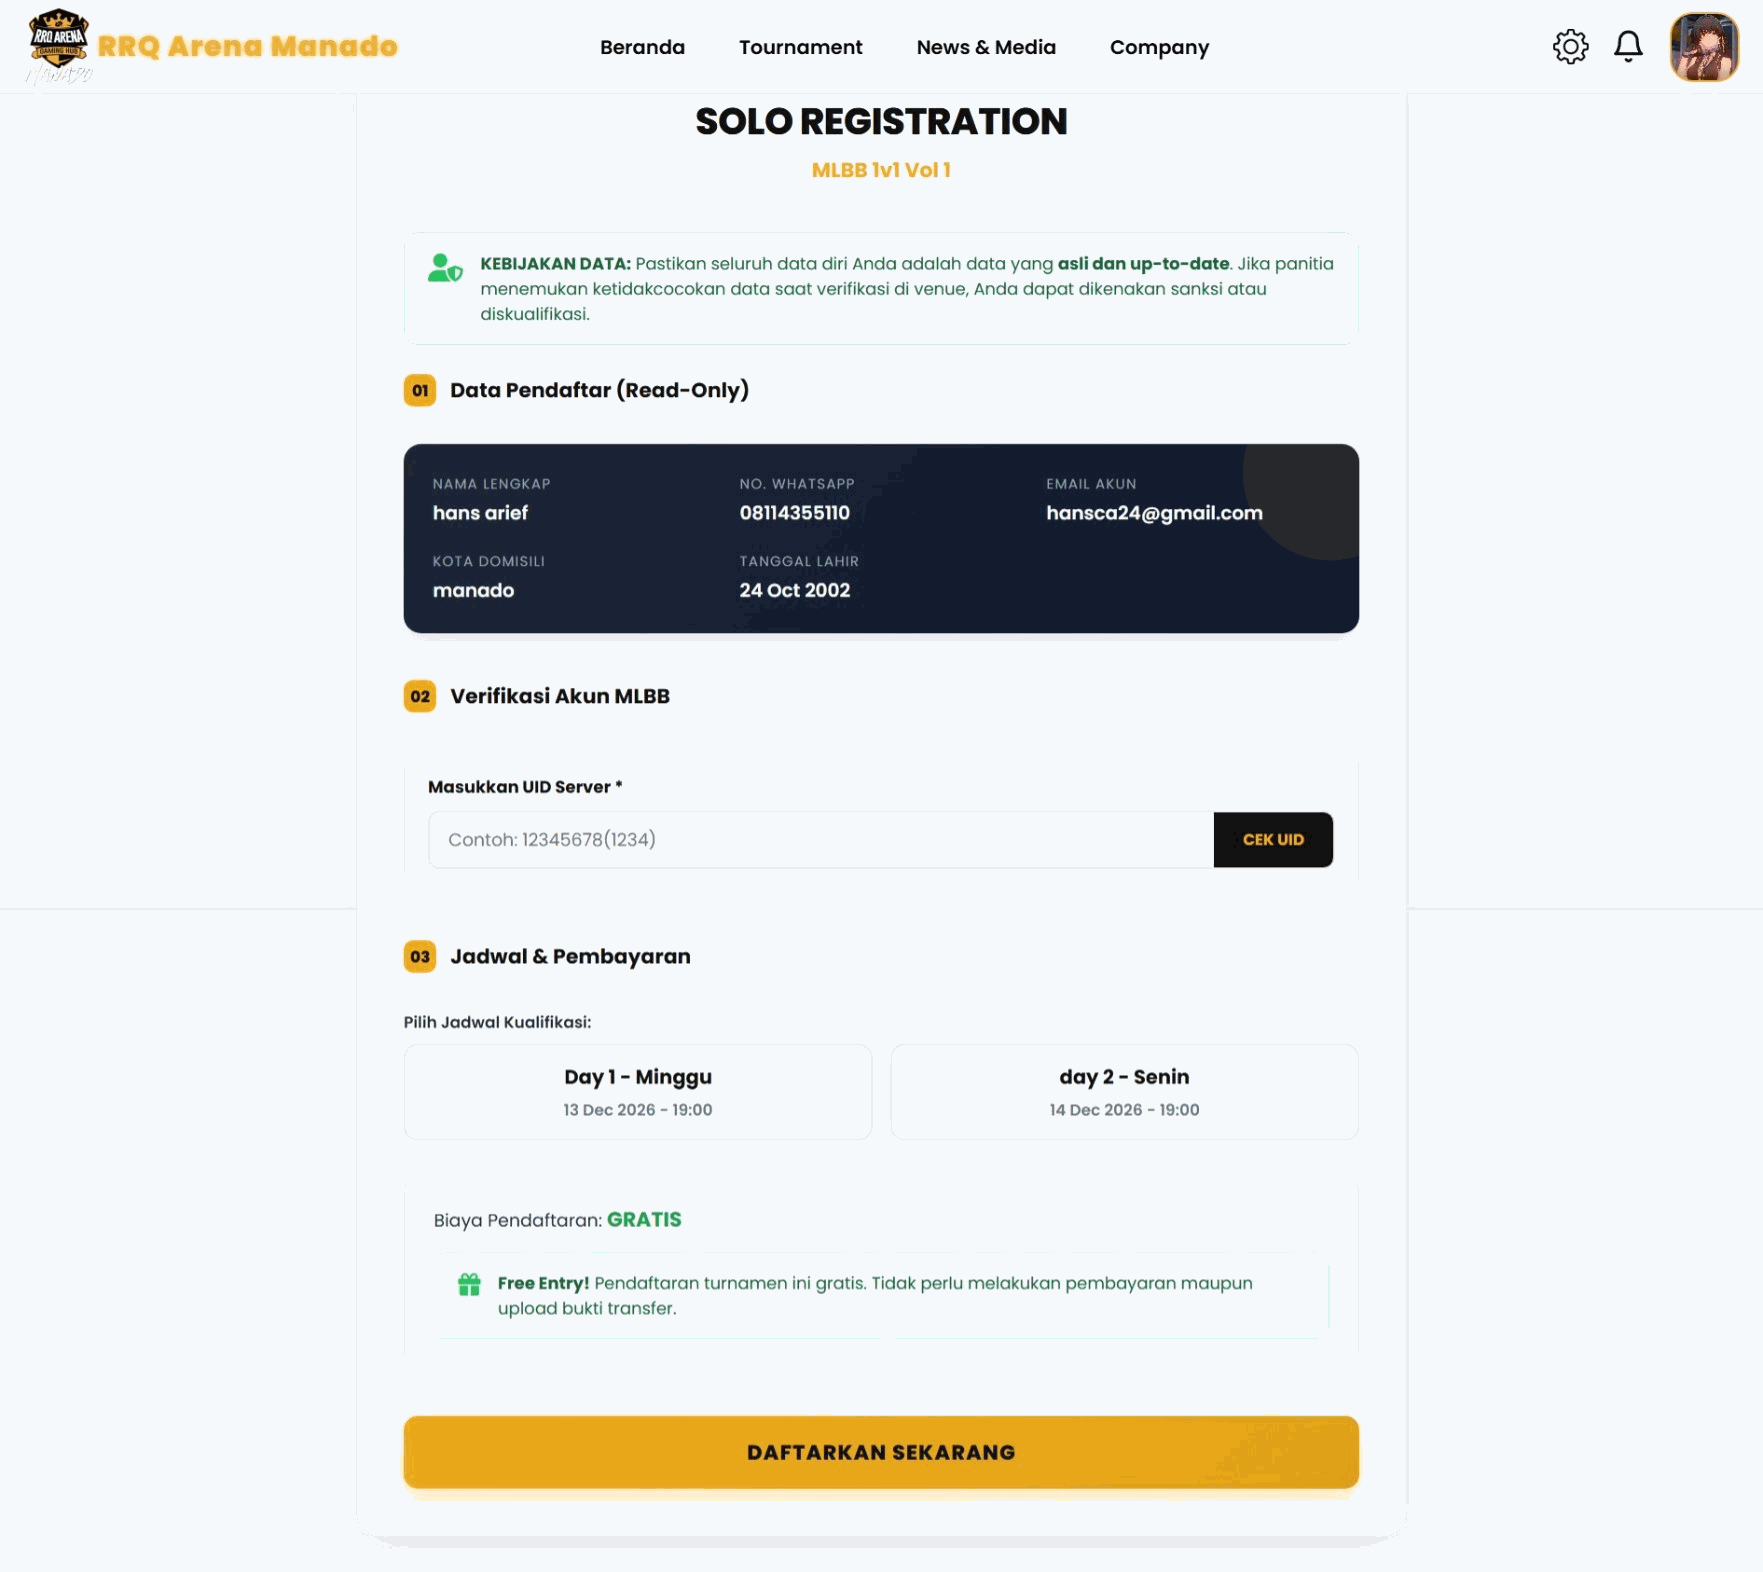 RRQ ARENA
GAMING HUB
MANADO
RRQ Arena Manado
Beranda
Tournament
News & Media
Company
SOLO REGISTRATION
MLBB 1v1 Vol 1
KEBIJAKAN DATA: Pastikan seluruh data diri Anda adalah data yang asli dan up-to-date. Jika panitia
menemukan ketidakcocokan data saat verifikasi di venue, Anda dapat dikenakan sanksi atau
diskualifikasi.
01 Data Pendaftar (Read-Only)
NAMA LENGKAP
hans arief
NO. WHATSAPP
08114355110
EMAIL AKUN
hansca24@gmail.com
KOTA DOMISILI
manado
TANGGAL LAHIR
24 Oct 2002
02 Verifikasi Akun MLBB
Masukkan UID Server *
Contoh: 12345678(1234)
CEK UID
03 Jadwal & Pembayaran
Pilih Jadwal Kualifikasi:
Day 1 - Minggu
13 Dec 2026 - 19:00
day 2 - Senin
14 Dec 2026 - 19:00
Biaya Pendaftaran: GRATIS
Free Entry! Pendaftaran turnamen ini gratis. Tidak perlu melakukan pembayaran maupun
upload bukti transfer.
DAFTARKAN SEKARANG